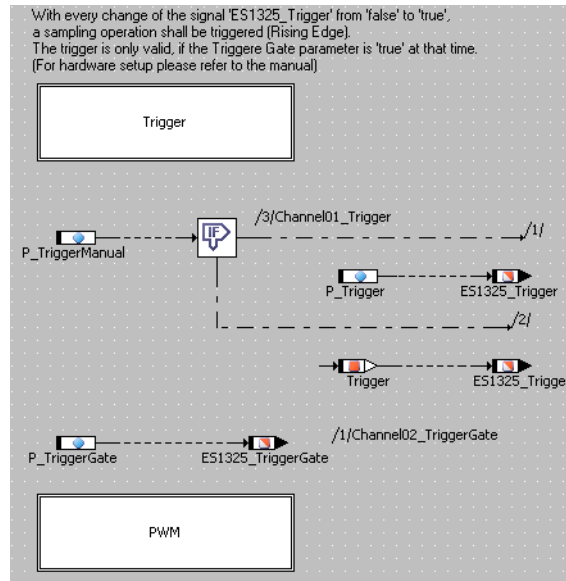 With every change of the signal 'ES1325_Trigger' from 'false' to 'true',
a sampling operation shall be triggered (Rising Edge).
The trigger is only valid, if the Triggere Gate parameter is 'true' at that time.
(For hardware setup please refer to the manual)
Trigger
/3/Channel01_Trigger
IF
/1/
P_TriggerManual
P_Trigger
ES1325_Trigger
/2/
Trigger
ES1325_Trigge
/1/Channel02_TriggerGate
P_TriggerGate
ES1325_TriggerGate
PWM